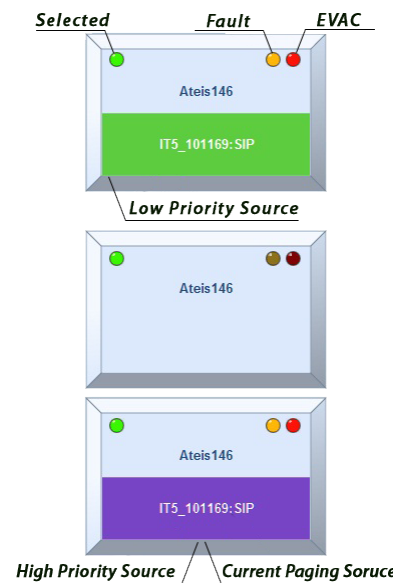 Selected Fault EVAC
Ateis146
IT5_101169:SIP
Low Priority Source
Ateis146
Ateis146
IT5_101169:SIP
High Priority Source Current Paging Soruce